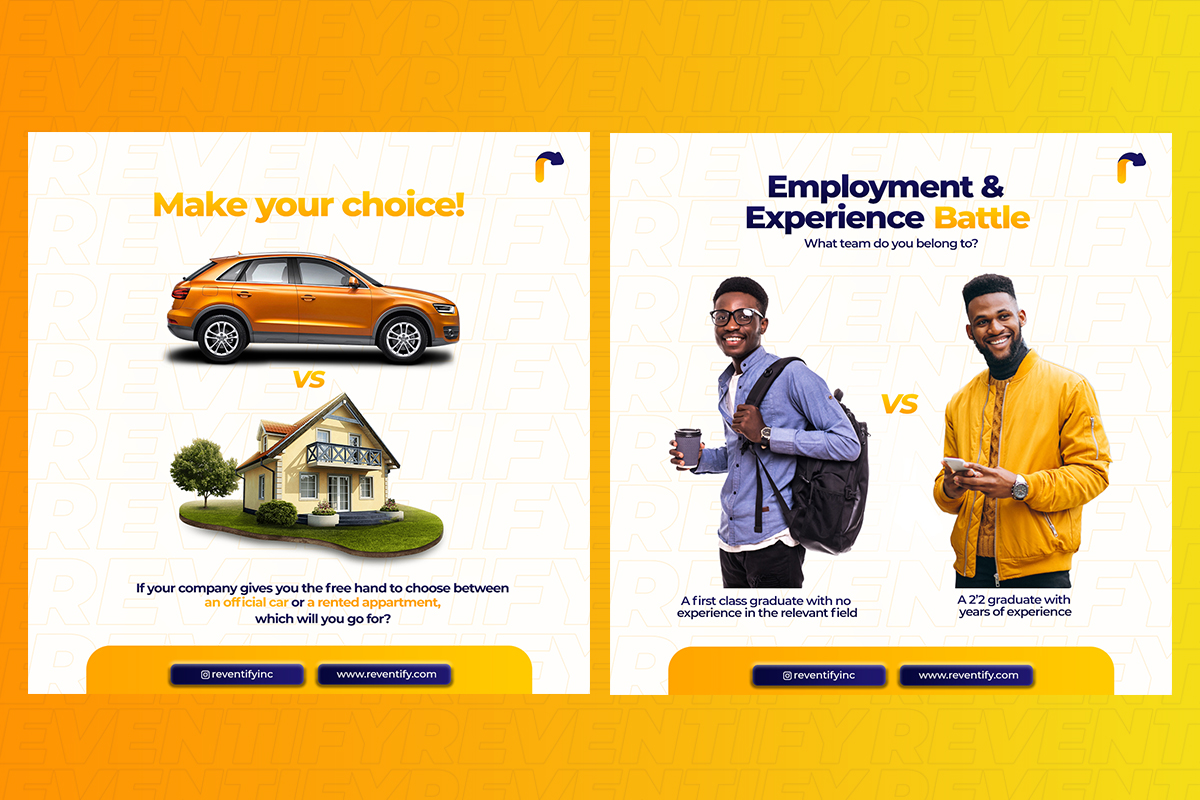 Make your choice!
VS
If your company gives you the free hand to choose between
an official car or a rented appartment,
which will you go for?
reventifyinc
www.reventify.com
Employment &
Experience Battle
What team do you belong to?
VS
A first class graduate with no
experience in the relevant field
A 2'2 graduate with
years of experience
reventifyinc
www.reventify.com
REVENTIFY